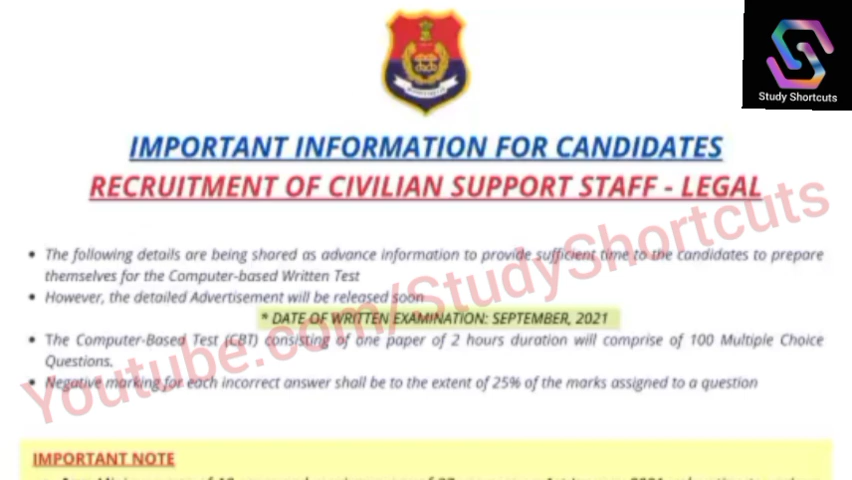 Study Shortcuts
IMPORTANT INFORMATION FOR CANDIDATES
RECRUITMENT OF CIVILIAN SUPPORT STAFF - LEGAL
• The following details are being shared as advance information to provide sufficient time to the candidates to prepare
themselves for the Computer-based Written Test
• However, the detailed Advertisement will be released soon
* DATE OF WRITTEN EXAMINATION: SEPTEMBER, 2021
• The Computer-Based Test (CBT) consisting of one paper of 2 hours duration will comprise of 100 Multiple Choice
Questions.
• Negative marking for each incorrect answer shall be to the extent of 25% of the marks assigned to a question
Youtube.com/StudyShortcuts
IMPORTANT NOTE